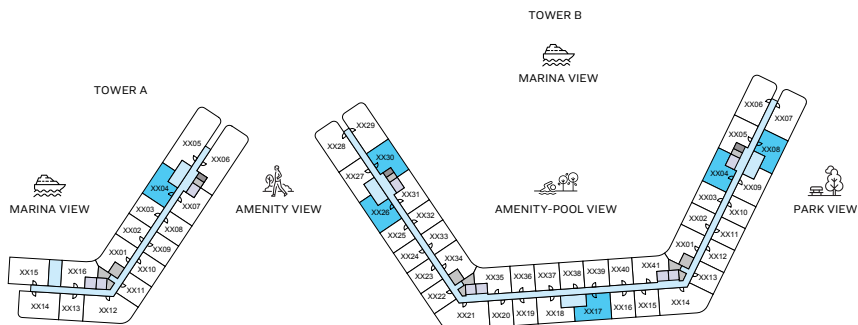 TOWER B
MARINA VIEW
TOWER A
XX05
XX06
XX04
XX07
XX03
XX08
XX02
XX09
XX01
XX10
XX11
XX15
XX16
XX14
XX13
XX12
MARINA VIEW
AMENITY VIEW
XX29
XX28
XX30
XX27
XX31
XX26
XX32
XX25
XX33
XX24
XX34
XX23
XX22
XX21
XX35
XX36
XX37
XX38
XX39
XX40
XX41
XX20
XX19
XX18
XX17
XX16
XX15
XX14
AMENITY-POOL VIEW
XX06
XX07
XX05
XX08
XX04
XX09
XX03
XX10
XX02
XX11
XX01
XX12
XX13
PARK VIEW